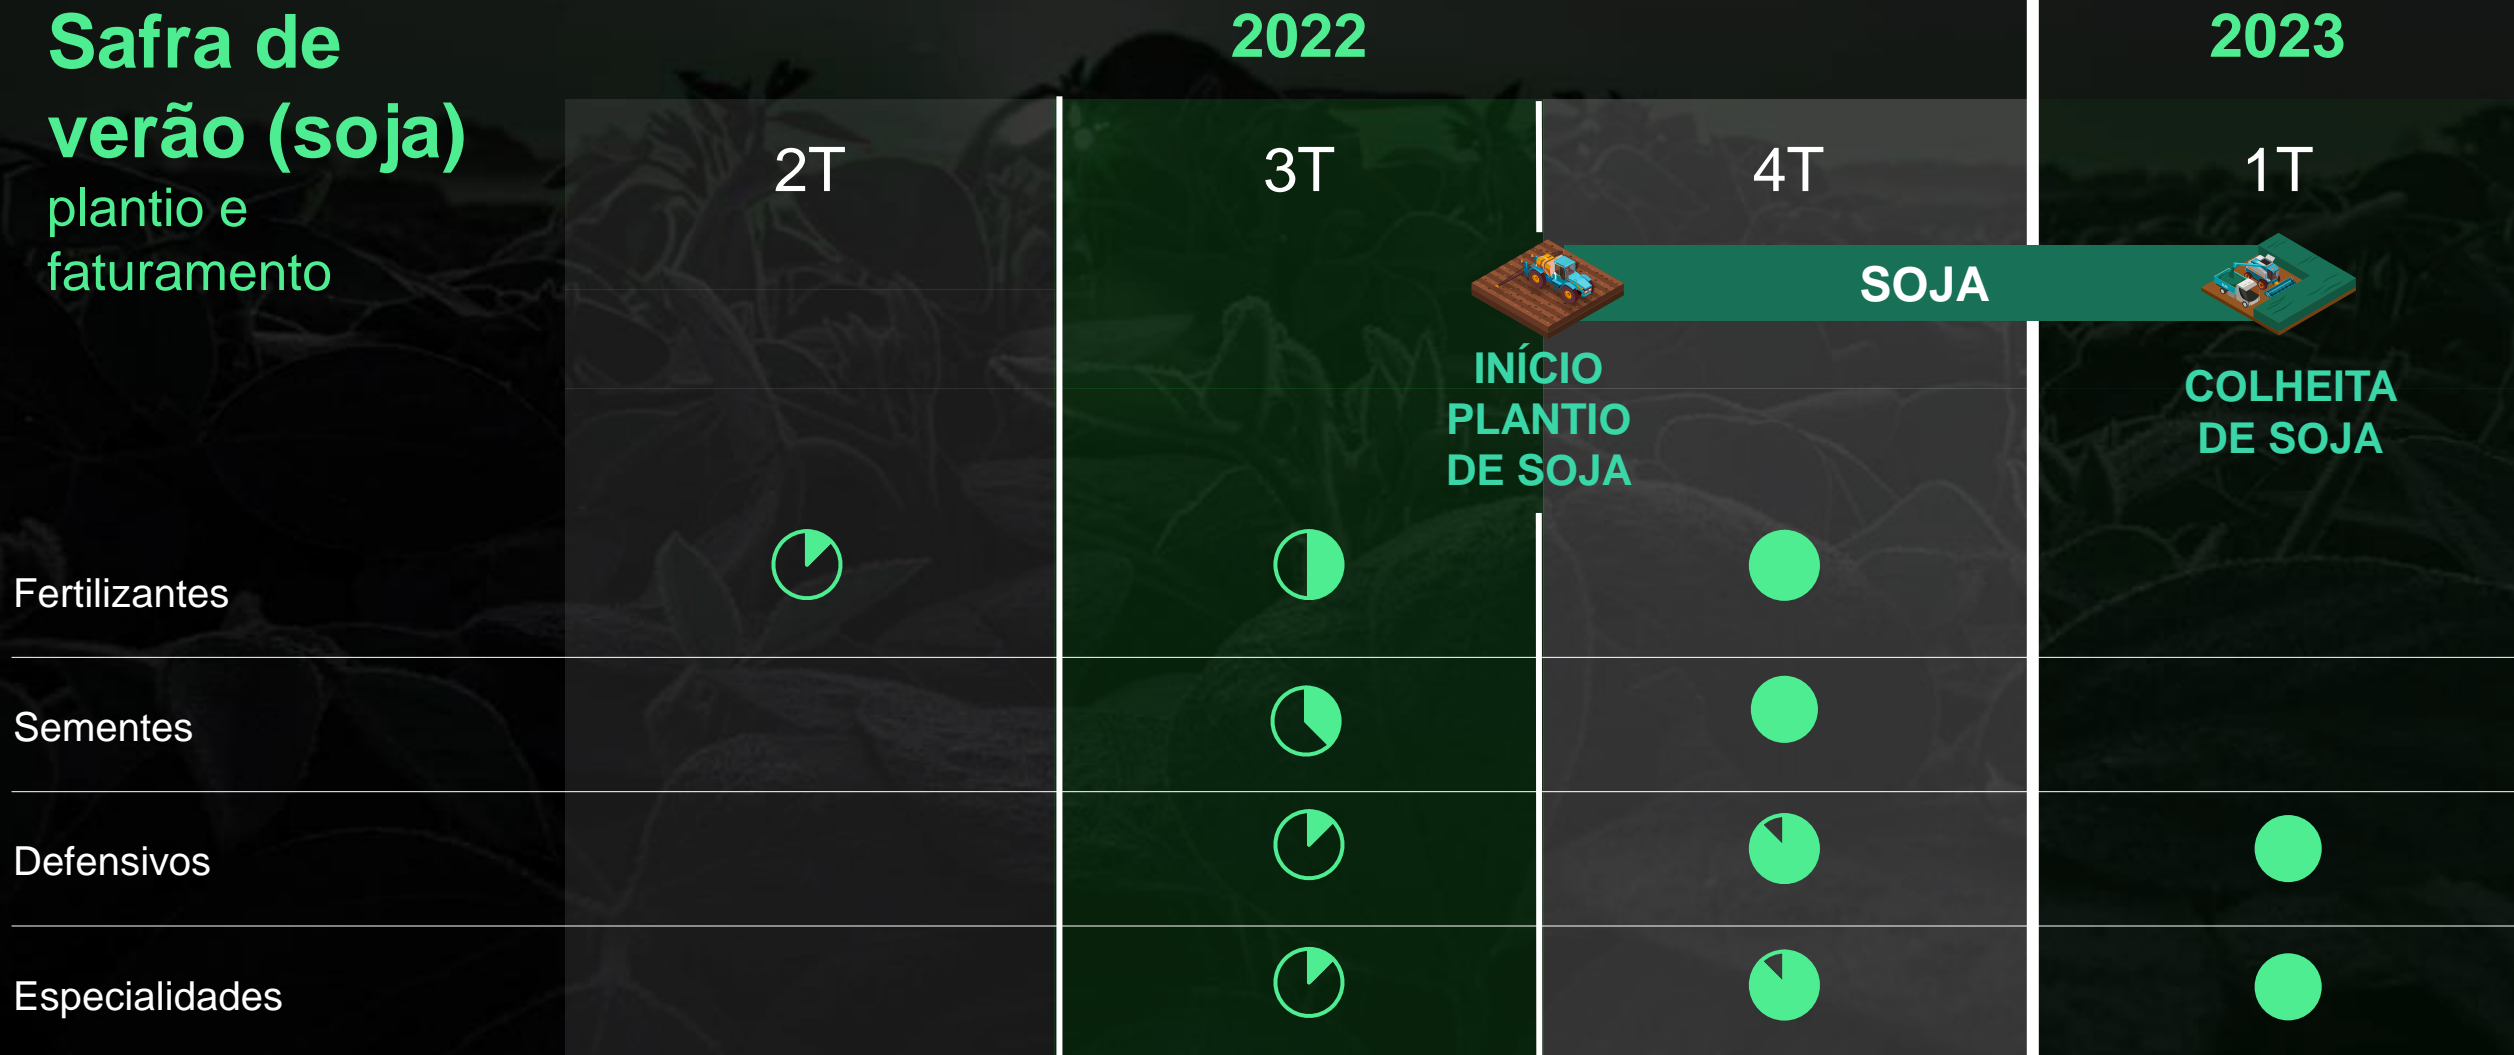 Safra de
verão (soja)
plantio e
faturamento
2022
2023
2T
3T
4T
1T
SOJA
INÍCIO
PLANTIO
DE SOJA
COLHEITA
DE SOJA
Fertilizantes
Sementes
Defensivos
Especialidades